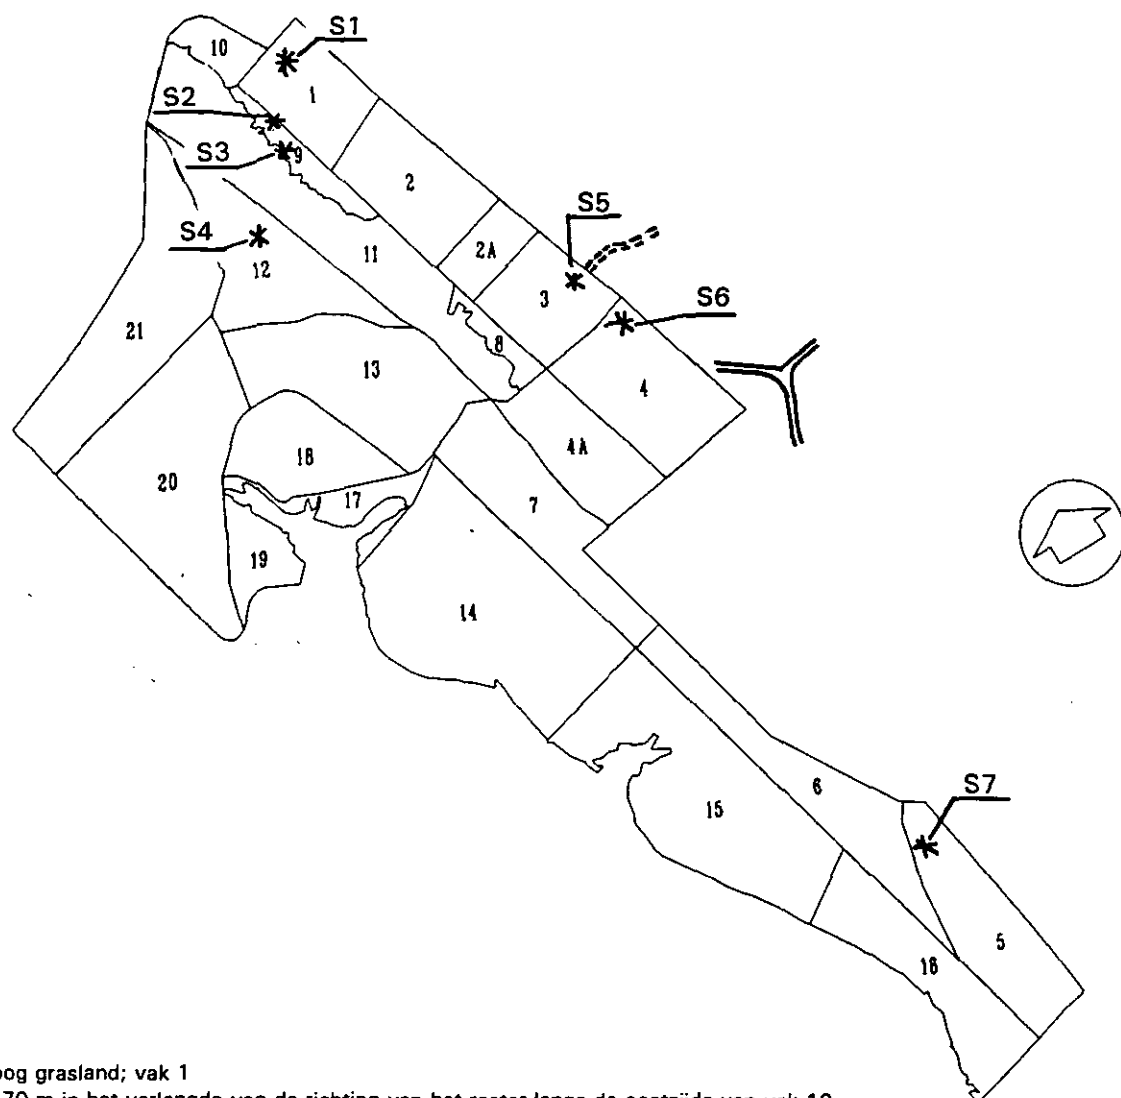 S1
10
1
S2
S3
9
2
S5
S4
2A
11
12
3
S6
21
8
13
4
4A
18
20
17
7
19
14
6
S7
15
5
16
oog grasland; vak 1
70 m in het verlengde van de richting van het raster langs de oostzijde van vak 10